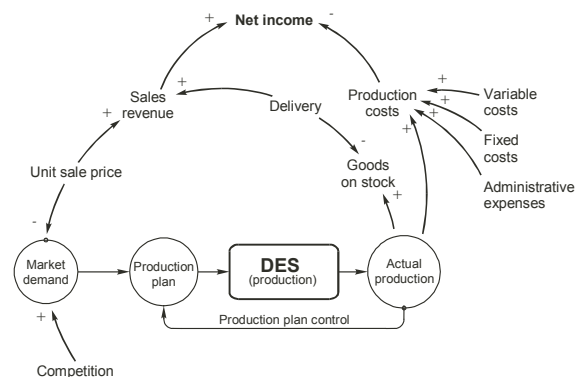 +
Net income
-
Sales
revenue
+
+
Delivery
Production
costs
+
+
+
+
Variable
costs
Fixed
costs
Administrative
expenses
Unit sale price
-
-
Goods
on stock
+
Market
demand
Production
plan
DES
(production)
Actual
production
Production plan control
+
Competition